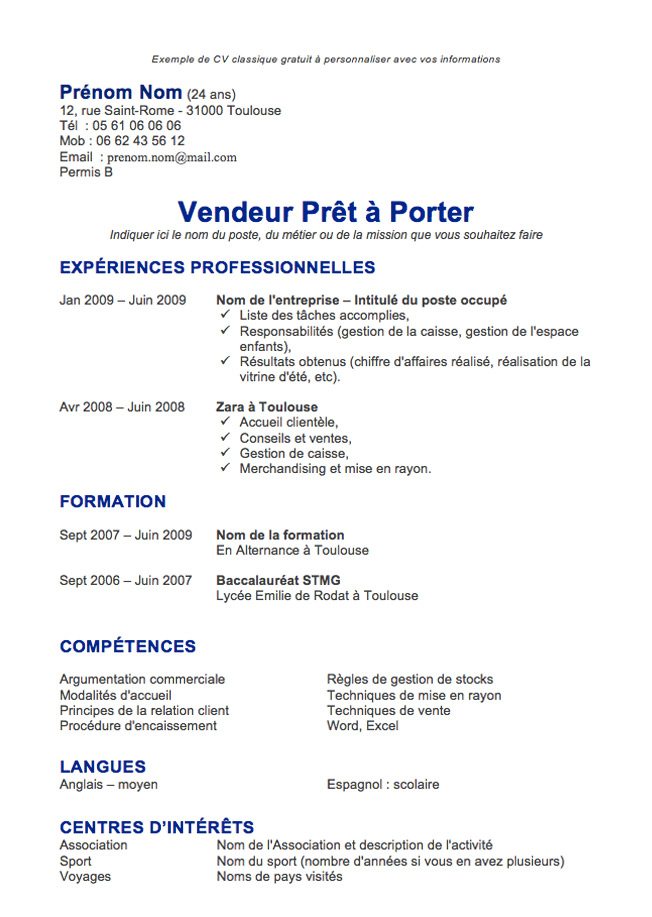 Exemple de CV classique gratuit à personnaliser avec vos informations
Prénom Nom (24 ans)
12, rue Saint-Rome - 31000 Toulouse
Tél : 05 61 06 06 06
Mob : 06 62 43 56 12
Email : prenom.nom@mail.com
Permis B
Vendeur Prêt à Porter
Indiquer ici le nom du poste, du métier ou de la mission que vous souhaitez faire
EXPÉRIENCES PROFESSIONNELLES
Jan 2009 – Juin 2009 Nom de l'entreprise – Intitulé du poste occupé
✓ Liste des tâches accomplies,
✓ Responsabilités (gestion de la caisse, gestion de l'espace
enfants),
✓ Résultats obtenus (chiffre d'affaires réalisé, réalisation de la
vitrine d'été, etc).
Avr 2008 – Juin 2008 Zara à Toulouse
✓ Accueil clientèle,
✓ Conseils et ventes,
✓ Gestion de caisse,
✓ Merchandising et mise en rayon.
FORMATION
Sept 2007 – Juin 2009 Nom de la formation
En Alternance à Toulouse
Sept 2006 – Juin 2007 Baccalauréat STMG
Lycée Emilie de Rodat à Toulouse
COMPÉTENCES
Argumentation commerciale Règles de gestion de stocks
Modalités d'accueil Techniques de mise en rayon
Principes de la relation client Techniques de vente
Procédure d'encaissement Word, Excel
LANGUES
Anglais – moyen Espagnol : scolaire
CENTRES D'INTÉRÊTS
Association Nom de l'Association et description de l'activité
Sport Nom du sport (nombre d'années si vous en avez plusieurs)
Voyages Noms de pays visités